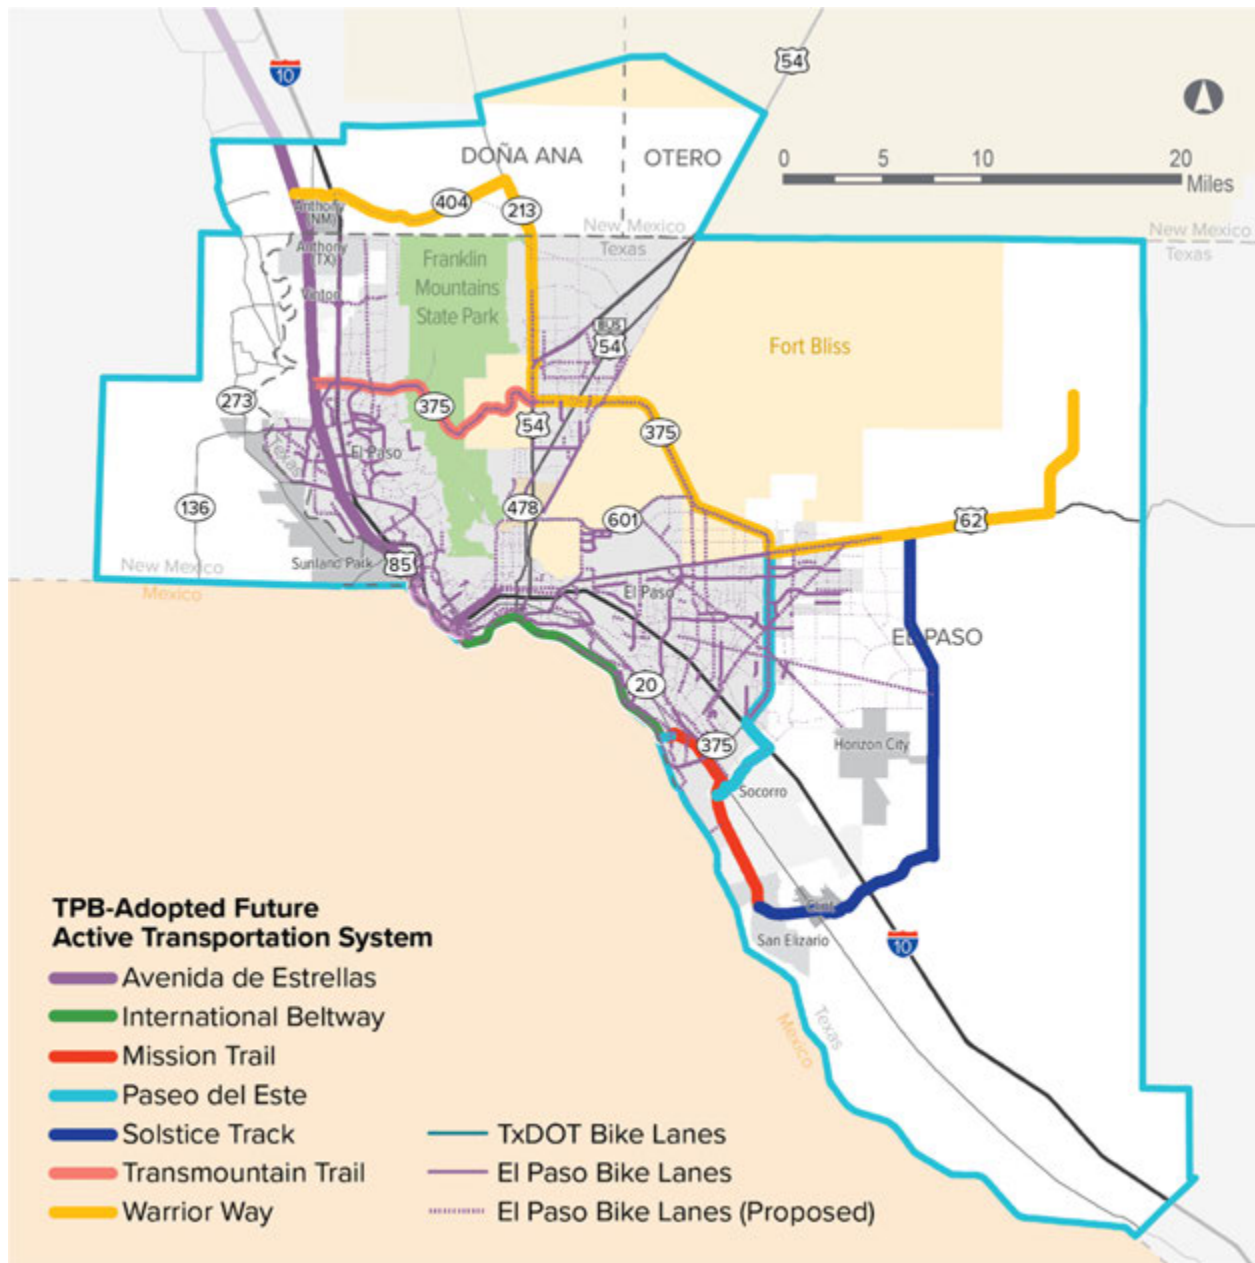 54
10
DOÑA ANA
OTERO
0
5
10
20
Miles
404
213
Anthony
(NM)
New Mexico
Texas
New Mexico
Texas
Anthony
(TX)
Franklin
Mountains
State Park
Vinton
BUS
54
Fort Bliss
273
375
54
375
Texas
El Paso
136
478
601
62
New Mexico
Mexico
Sunland Park
85
El Paso
EL PASO
20
375
Horizon City
Socorro
Clint
San Elizario
10
Texas
Mexico
TPB-Adopted Future
Active Transportation System
Avenida de Estrellas
International Beltway
Mission Trail
Paseo del Este
Solstice Track
Transmountain Trail
Warrior Way
TxDOT Bike Lanes
El Paso Bike Lanes
El Paso Bike Lanes (Proposed)